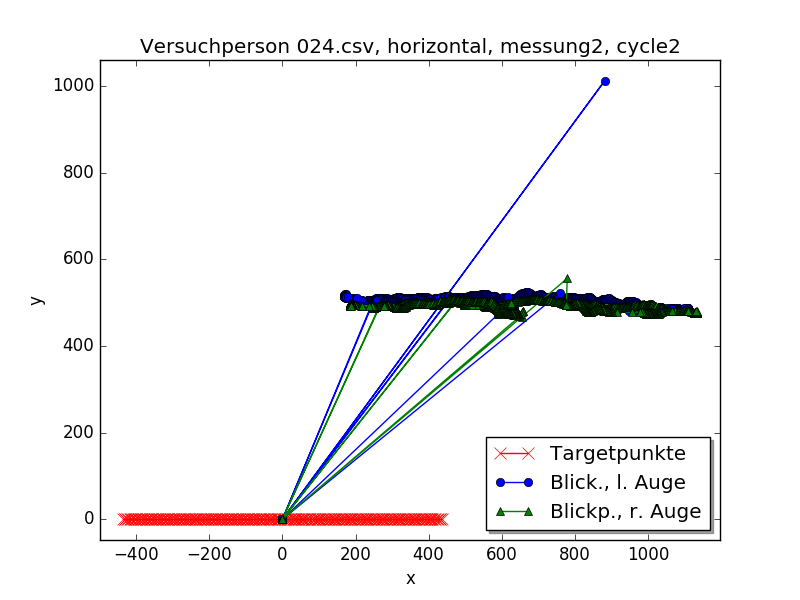 Versuchperson 024.csv, horizontal, messung2, cycle2
1000
800
600
400
200
0
y
Targetpunkte
Blick., l. Auge
Blickp., r. Auge
−400 −200 0 200 400 600 800 1000
x